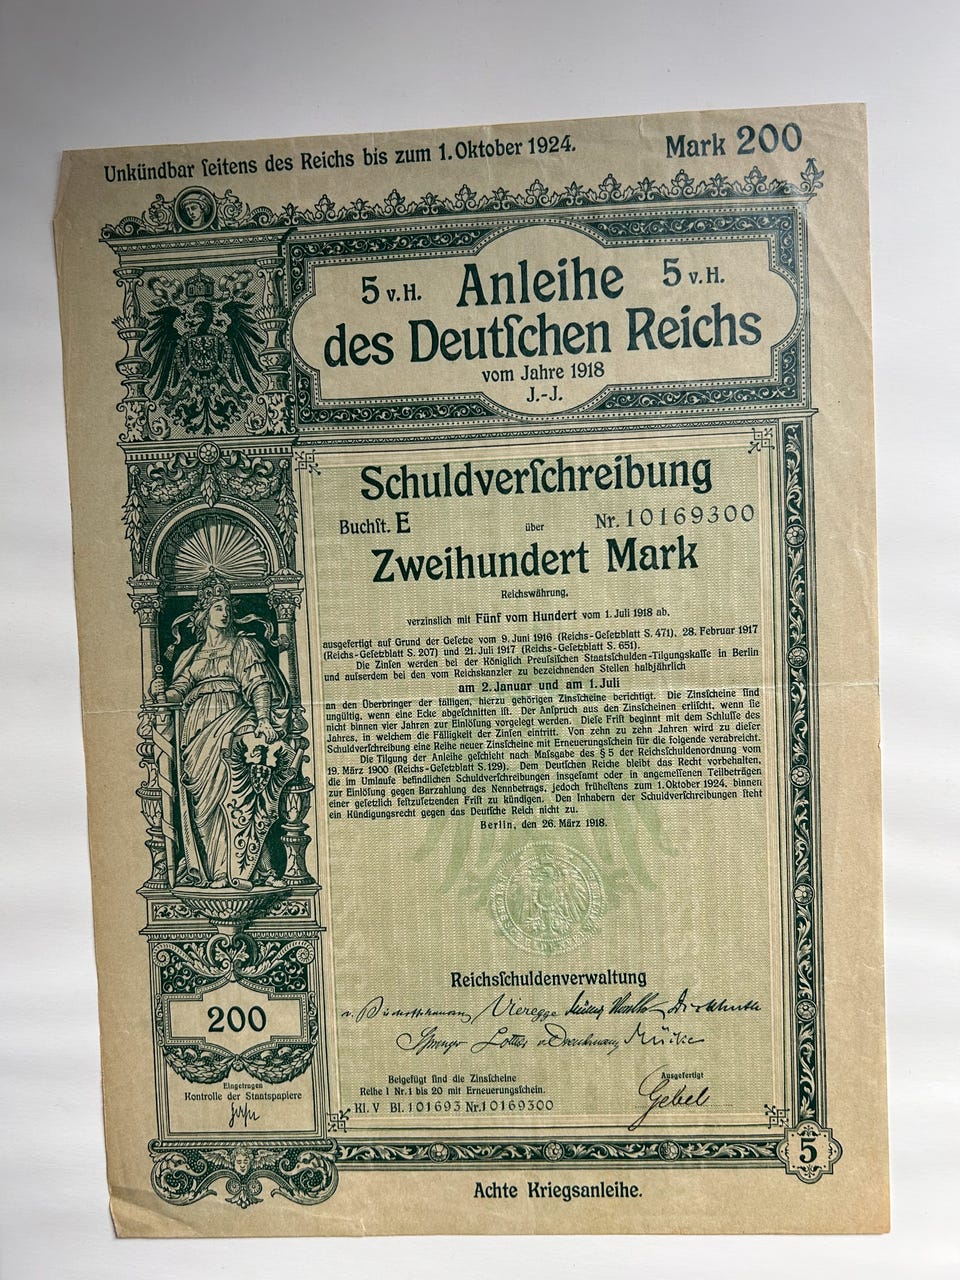 Unkündbar ſeitens des Reichs bis zum 1. Oktober 1924.
Mark 200
5 v. H. Anleihe 5 v. H.
des Deutſchen Reichs
vom Jahre 1918
J.-J.
Schuldverſchreibung
Buchſt. E über Nr. 10169300
Zweihundert Mark
Reichswährung,
verzinslich mit Fünf vom Hundert vom 1. Juli 1918 ab,
ausgefertigt auf Grund der Geſetze vom 9. Juni 1916 (Reichs-Geſetzblatt S. 471), 28. Februar 1917
(Reichs-Geſetzblatt S. 207) und 21. Juli 1917 (Reichs-Geſetzblatt S. 651).
Die Zinſen werden bei der Königlich Preuſsiſchen Staatsſchulden-Tilgungskaſſe in Berlin
und auſserdem bei den vom Reichskanzler zu bezeichnenden Stellen halbjährlich
am 2. Januar und am 1. Juli
an den Überbringer der fälligen, hierzu gehörigen Zinsſcheine berichtigt. Die Zinsſcheine ſind
ungültig, wenn eine Ecke abgeſchnitten iſt. Der Anſpruch aus den Zinsſcheinen erliſcht, wenn ſie
nicht binnen vier Jahren zur Einlöſung vorgelegt werden. Dieſe Friſt beginnt mit dem Schluſſe des
Jahres, in welchem die Fälligkeit der Zinſen eintritt. Von zehn zu zehn Jahren wird zu dieſer
Schuldverſchreibung eine Reihe neuer Zinsſcheine mit Erneuerungsſchein für die folgende verabreicht.
Die Tilgung der Anleihe geſchieht nach Maſsgabe des § 5 der Reichsſchuldenordnung vom
19. März 1900 (Reichs-Geſetzblatt S. 129). Dem Deutſchen Reiche bleibt das Recht vorbehalten,
die im Umlaufe befindlichen Schuldverſchreibungen insgeſamt oder in angemeſſenen Teilbeträgen
zur Einlöſung gegen Barzahlung des Nennbetrags, jedoch früheſtens zum 1. Oktober 1924, binnen
einer geſetzlich feſtzuſetzenden Friſt zu kündigen. Den Inhabern der Schuldverſchreibungen ſteht
ein Kündigungsrecht gegen das Deutſche Reich nicht zu.
Berlin, den 26. März 1918.
Reichsſchuldenverwaltung
Vieregge
Springer
Mücke
200
Eingetragen
Kontrolle der Staatspapiere
Beigefügt ſind die Zinsſcheine
Reihe I Nr. 1 bis 20 mit Erneuerungsſchein.
Kl. V Bl. 101693 Nr. 10169300
Ausgefertigt
Gebel
5
Achte Kriegsanleihe.